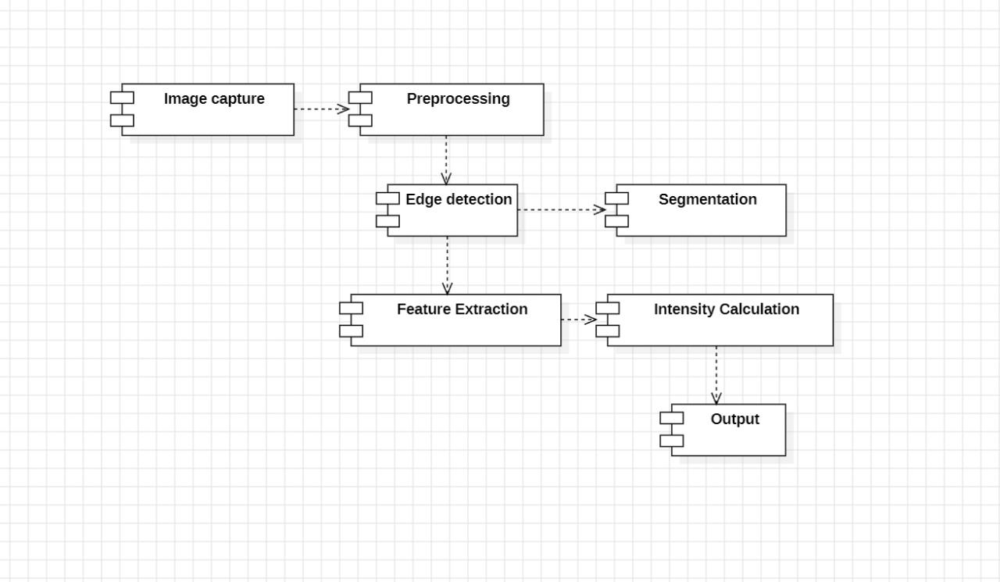 Image capture
Preprocessing
Edge detection
Segmentation
Feature Extraction
Intensity Calculation
Output